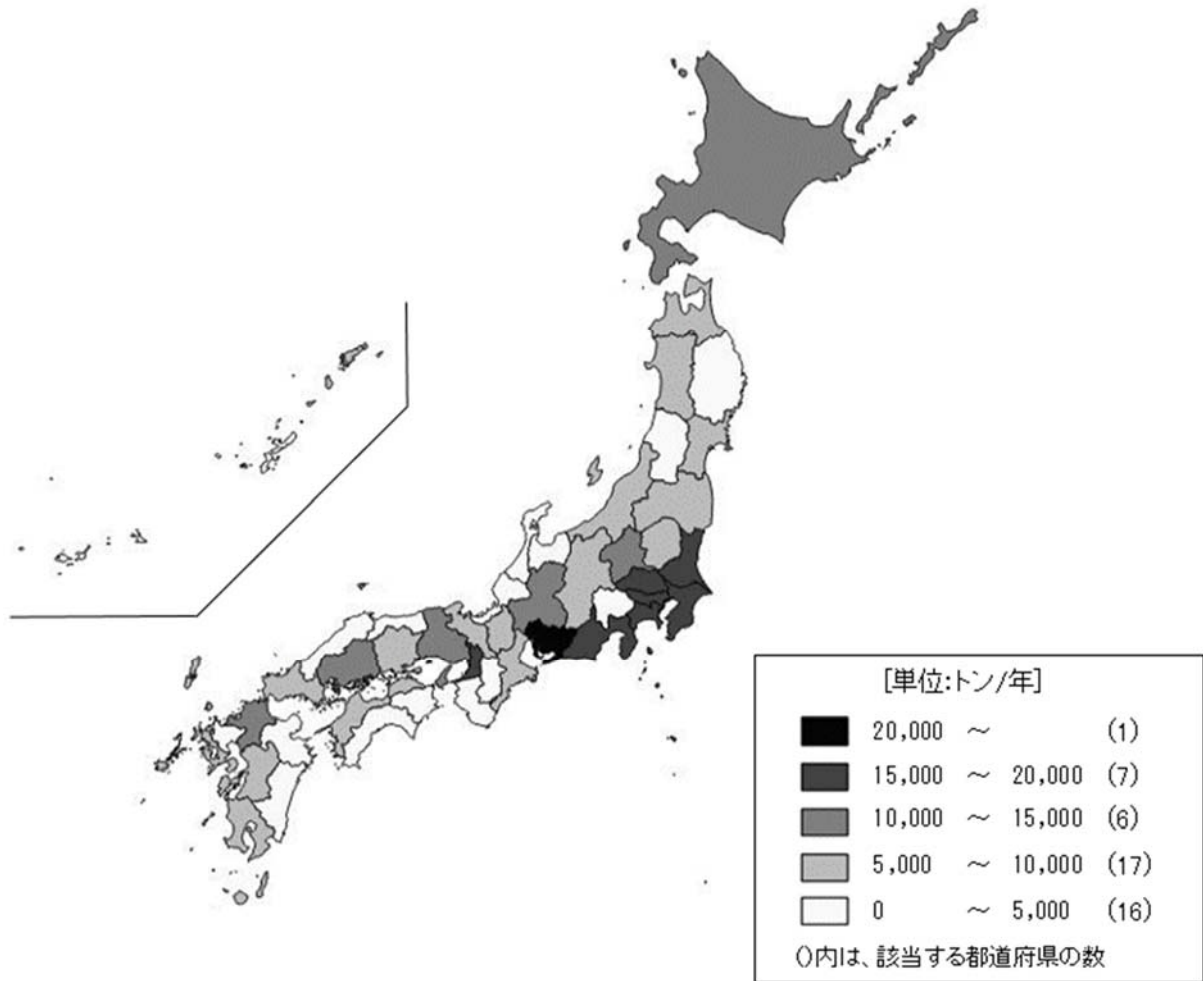 [単位:トン/年]
20,000 ～ (1)
15,000 ～ 20,000 (7)
10,000 ～ 15,000 (6)
5,000 ～ 10,000 (17)
0 ～ 5,000 (16)
()内は、該当する都道府県の数